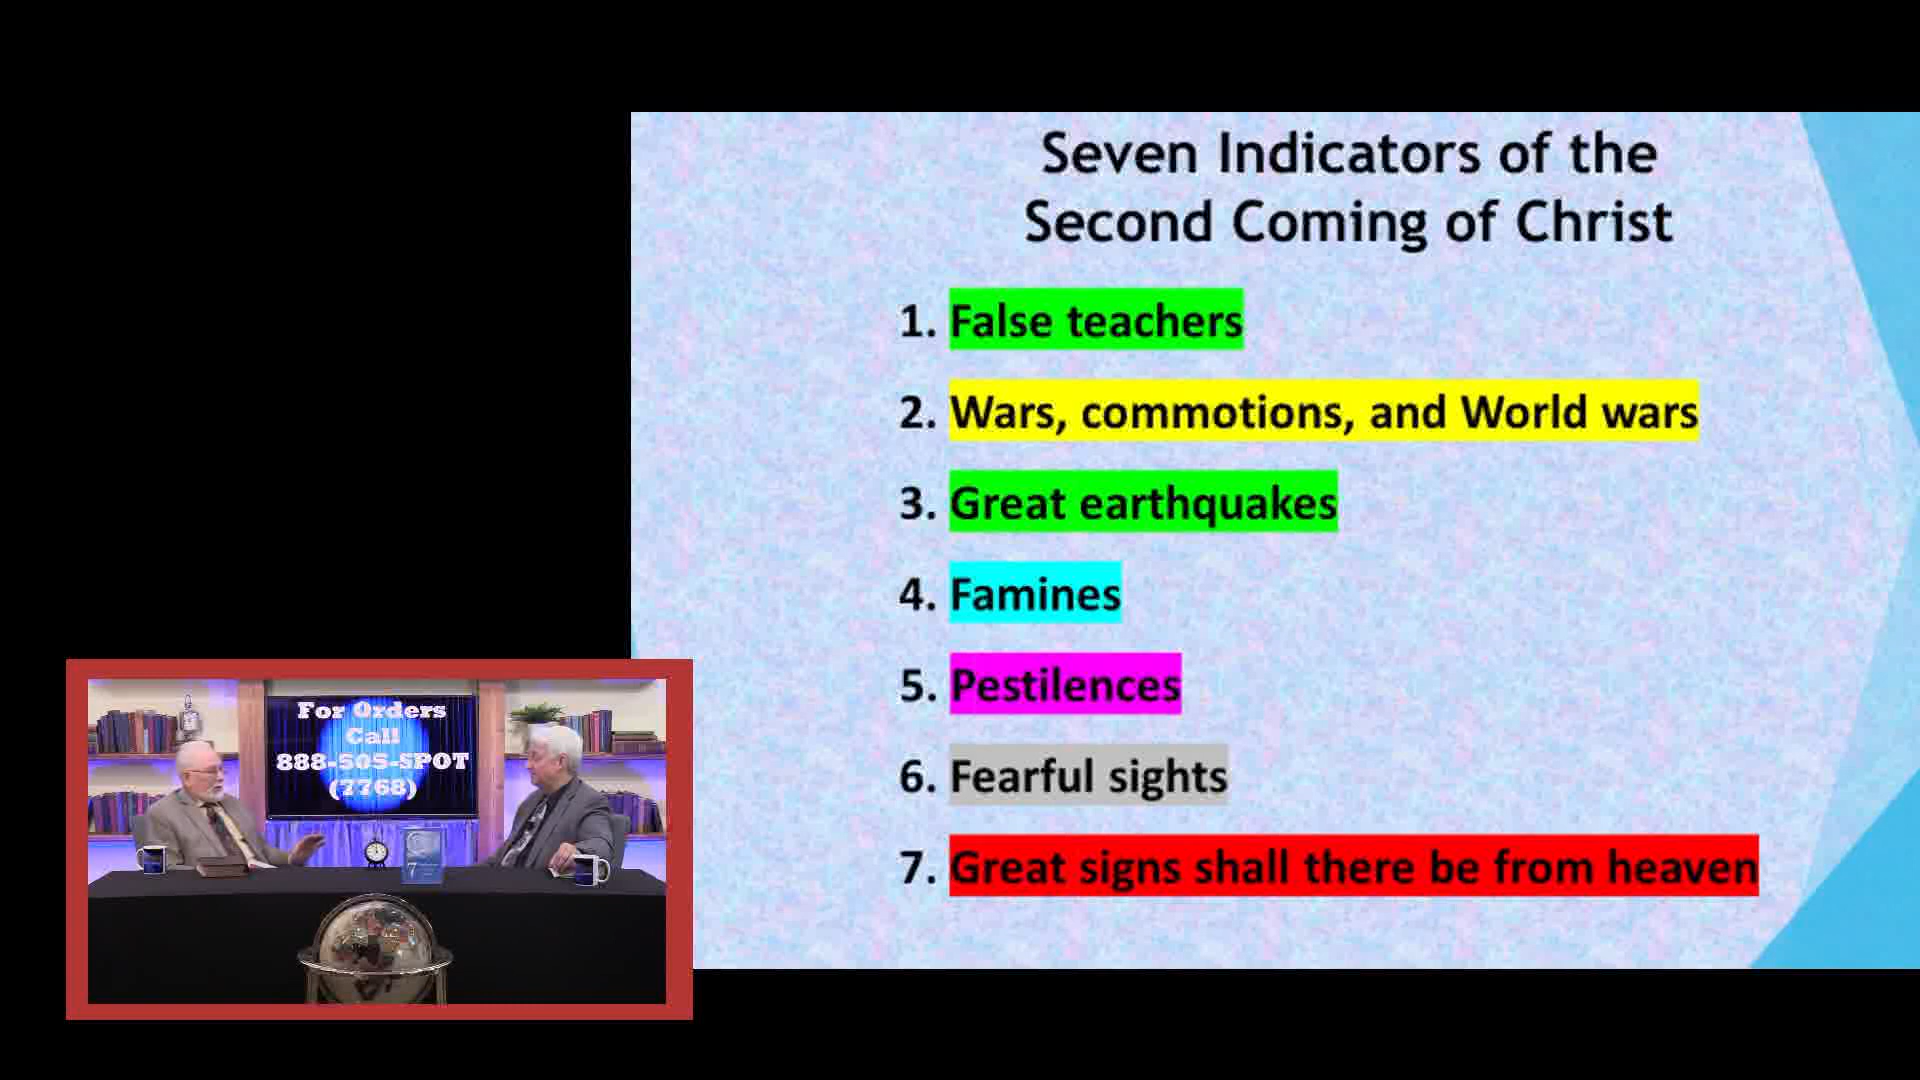 Seven Indicators of the
Second Coming of Christ
1. False teachers
2. Wars, commotions, and World wars
3. Great earthquakes
4. Famines
5. Pestilences
6. Fearful sights
7. Great signs shall there be from heaven
For Orders
Call
888-505-SPOT
(7768)
7